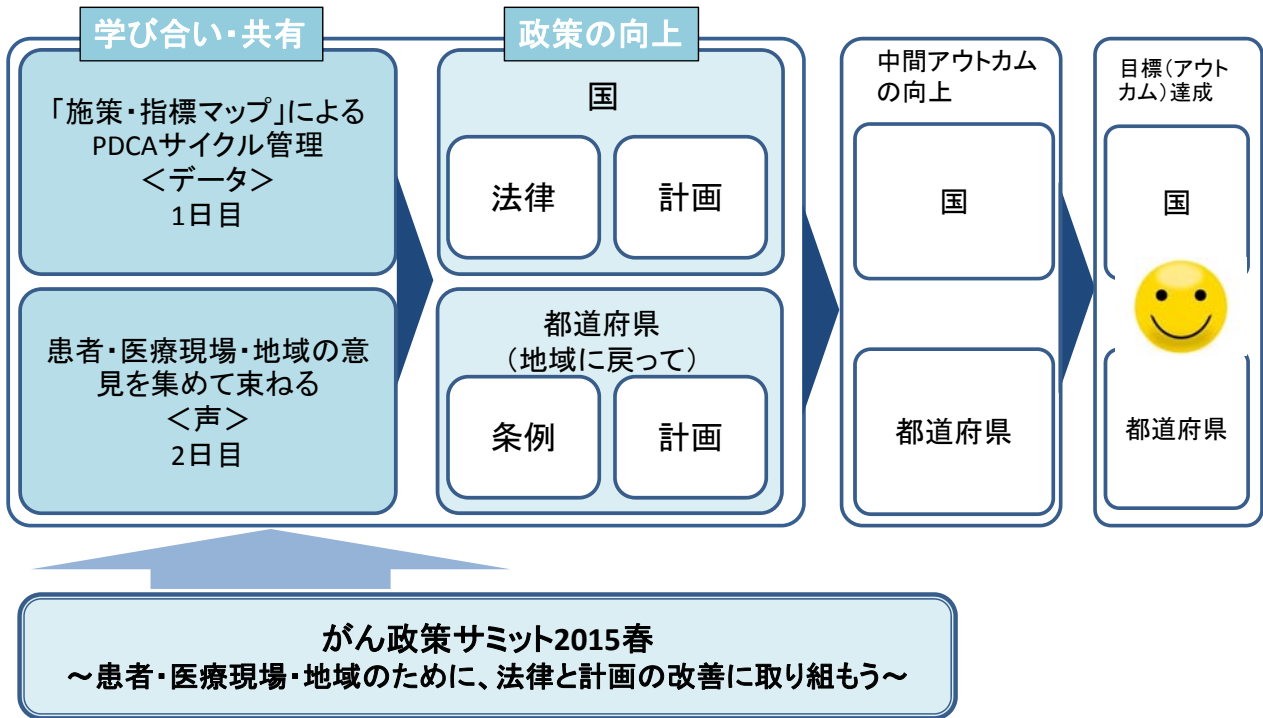 学び合い・共有
「施策・指標マップ」による
PDCAサイクル管理
＜データ＞
1日目
患者・医療現場・地域の意
見を集めて束ねる
＜声＞
2日目
政策の向上
国
法律
計画
都道府県
（地域に戻って）
条例
計画
中間アウトカム
の向上
国
都道府県
目標（アウト
カム）達成
国
都道府県
がん政策サミット2015春
～患者・医療現場・地域のために、法律と計画の改善に取り組もう～